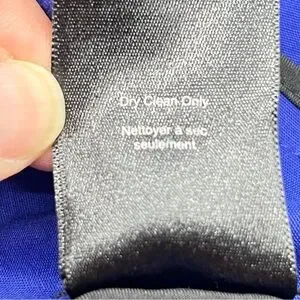 Dry Clean Only
Nettoyer à sec
seulement